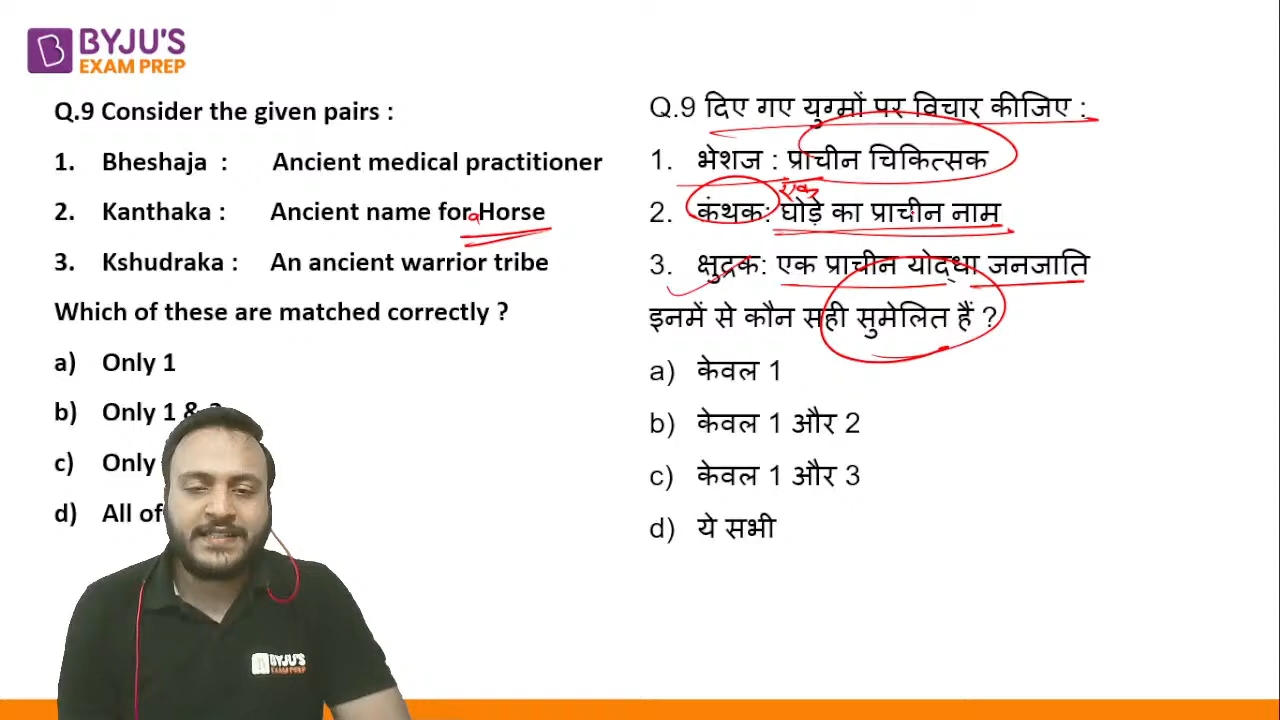 BYJU'S
EXAM PREP
Q.9 Consider the given pairs :
1. Bheshaja : Ancient medical practitioner
2. Kanthaka : Ancient name for a Horse
3. Kshudraka : An ancient warrior tribe
Which of these are matched correctly ?
a) Only 1
b) Only 1 &
c) Only
d) All of
Q.9 दिए गए युग्मों पर विचार कीजिए :
1. भेशज : प्राचीन चिकित्सक
एक
2. कंथक: घोड़े का प्राचीन नाम
3. क्षुद्रक: एक प्राचीन योद्धा जनजाति
इनमें से कौन सही सुमेलित हैं ?
a) केवल 1
b) केवल 1 और 2
c) केवल 1 और 3
d) ये सभी
BYJU'S
EXAM PREP